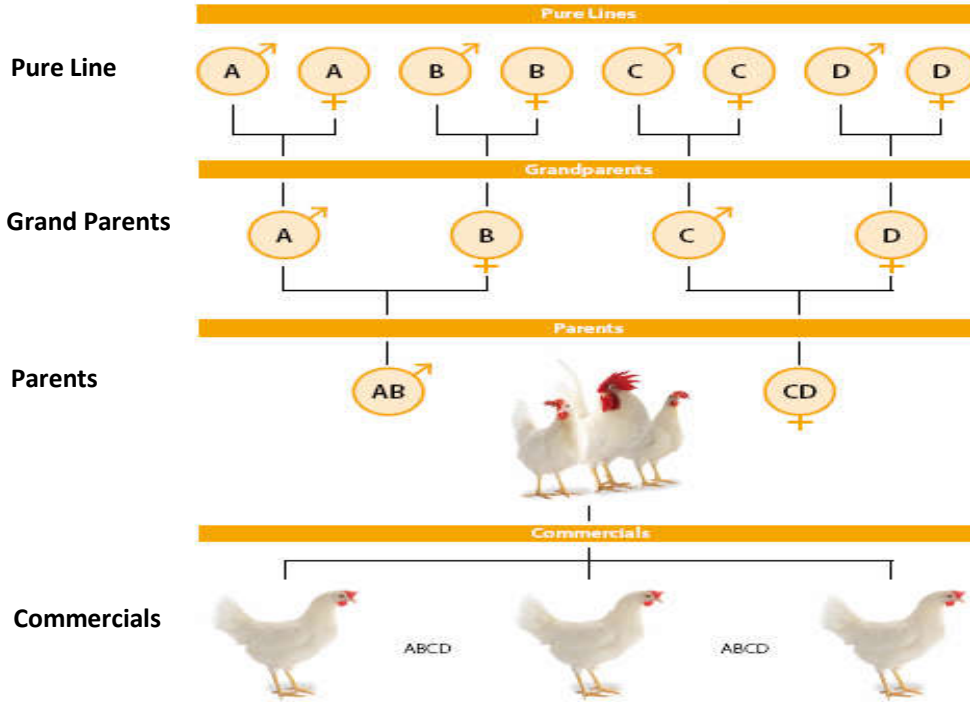 Pure Lines
Pure Line
A A B B C C D D
Grandparents
Grand Parents
A B C D
Parents
Parents
AB CD
Commercials
Commercials
ABCD ABCD